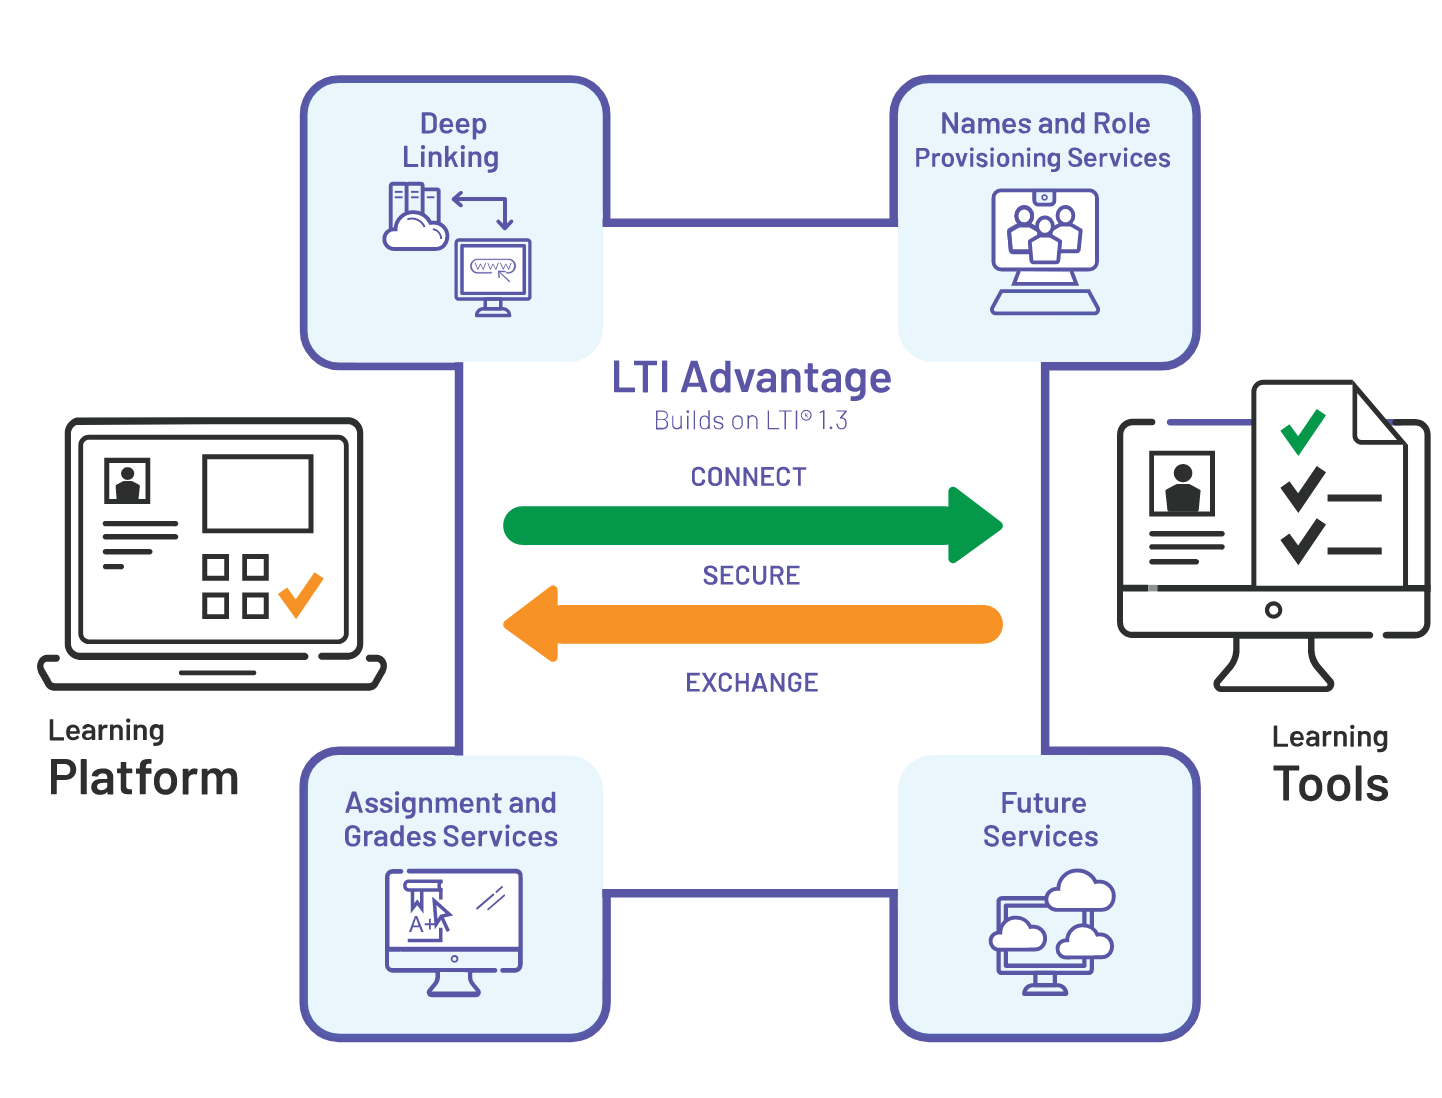 Deep
Linking
WWW
Names and Role
Provisioning Services
LTI Advantage
Builds on LTI® 1.3
CONNECT
SECURE
EXCHANGE
Learning
Platform
Learning
Tools
Assignment and
Grades Services
A+
Future
Services